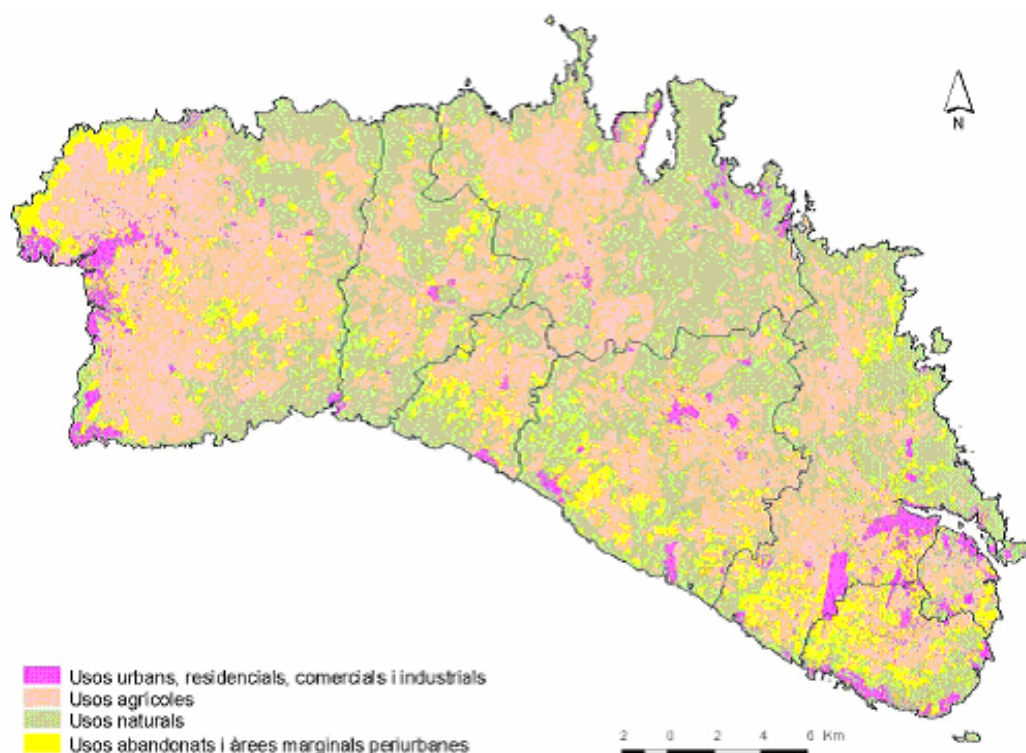 N
Usos urbans, residencials, comercials i industrials
Usos agrícoles
Usos naturals
Usos abandonats i àrees marginals periurbanes
2 0 2 4 6 Km